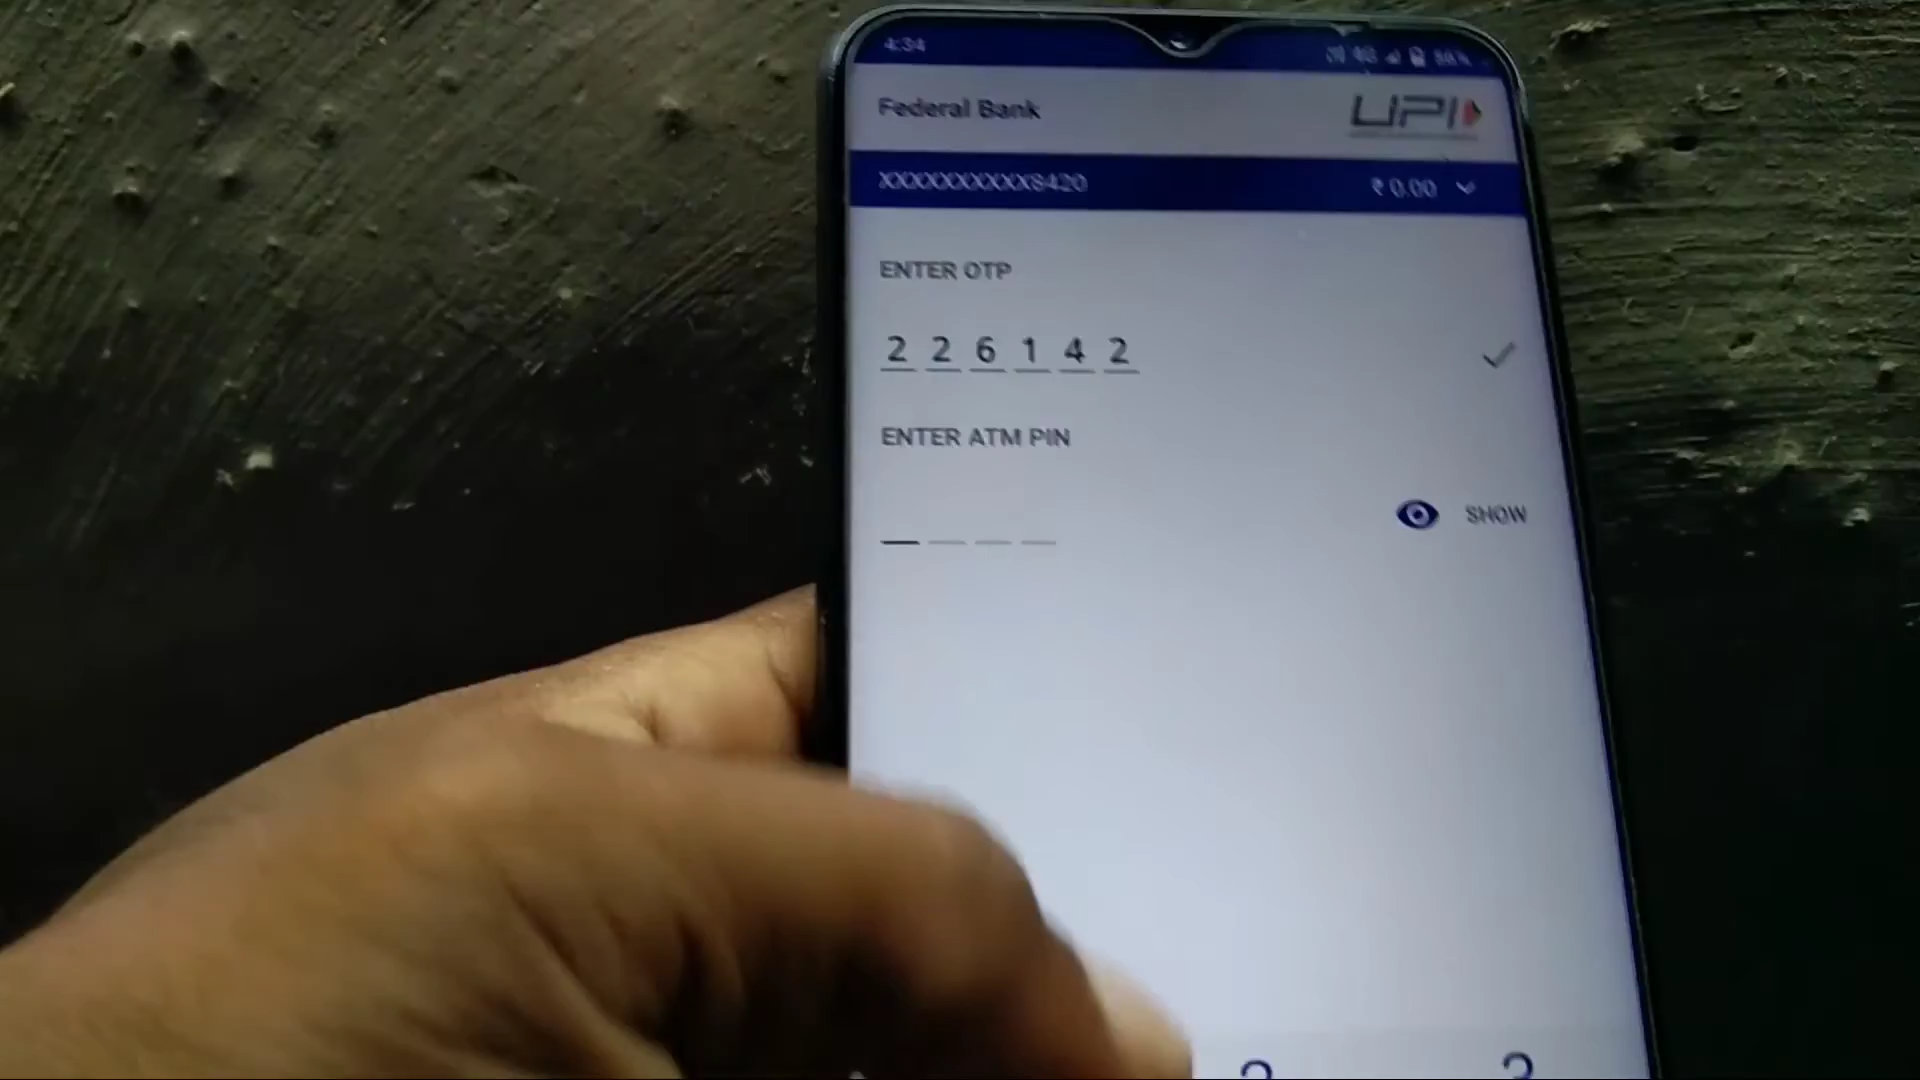 4:34
Federal Bank
UPI
XXXXXXXXXX8420 ₹ 0.00
ENTER OTP
2 2 6 1 4 2
ENTER ATM PIN
SHOW